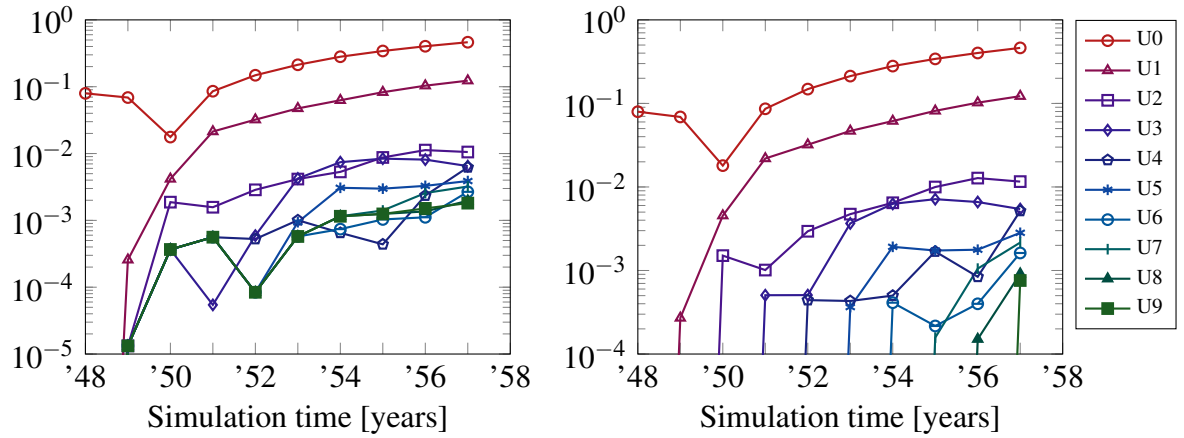 10^0
10^-1
10^-2
10^-3
10^-4
10^-5
'48 '50 '52 '54 '56 '58
Simulation time [years]
10^0
10^-1
10^-2
10^-3
10^-4
'48 '50 '52 '54 '56 '58
Simulation time [years]
U0
U1
U2
U3
U4
U5
U6
U7
U8
U9